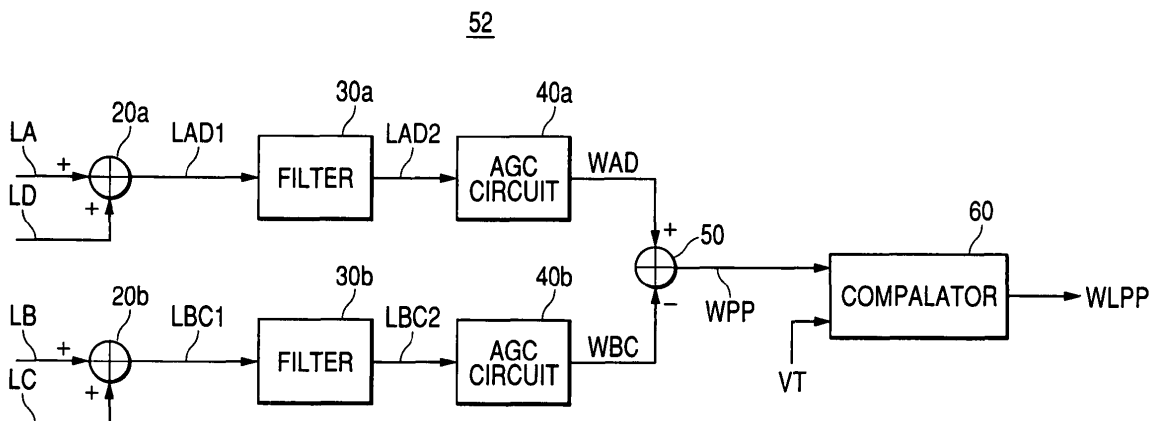 52
20a
LA
+
LD
+
LAD1
30a
FILTER
LAD2
40a
AGC
CIRCUIT
WAD
+
50
−
WPP
60
COMPALATOR
WLPP
VT
20b
LB
+
LC
+
LBC1
30b
FILTER
LBC2
40b
AGC
CIRCUIT
WBC